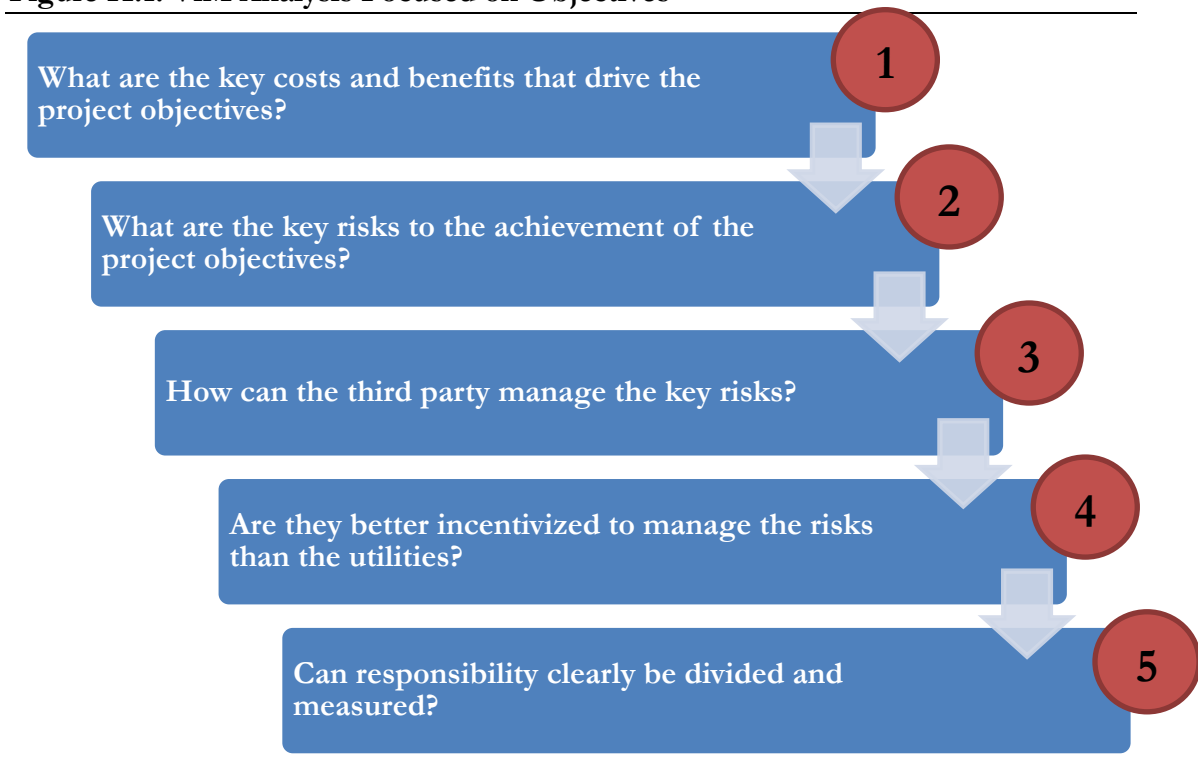 1
What are the key costs and benefits that drive the
project objectives?
2
What are the key risks to the achievement of the
project objectives?
3
How can the third party manage the key risks?
4
Are they better incentivized to manage the risks
than the utilities?
5
Can responsibility clearly be divided and
measured?